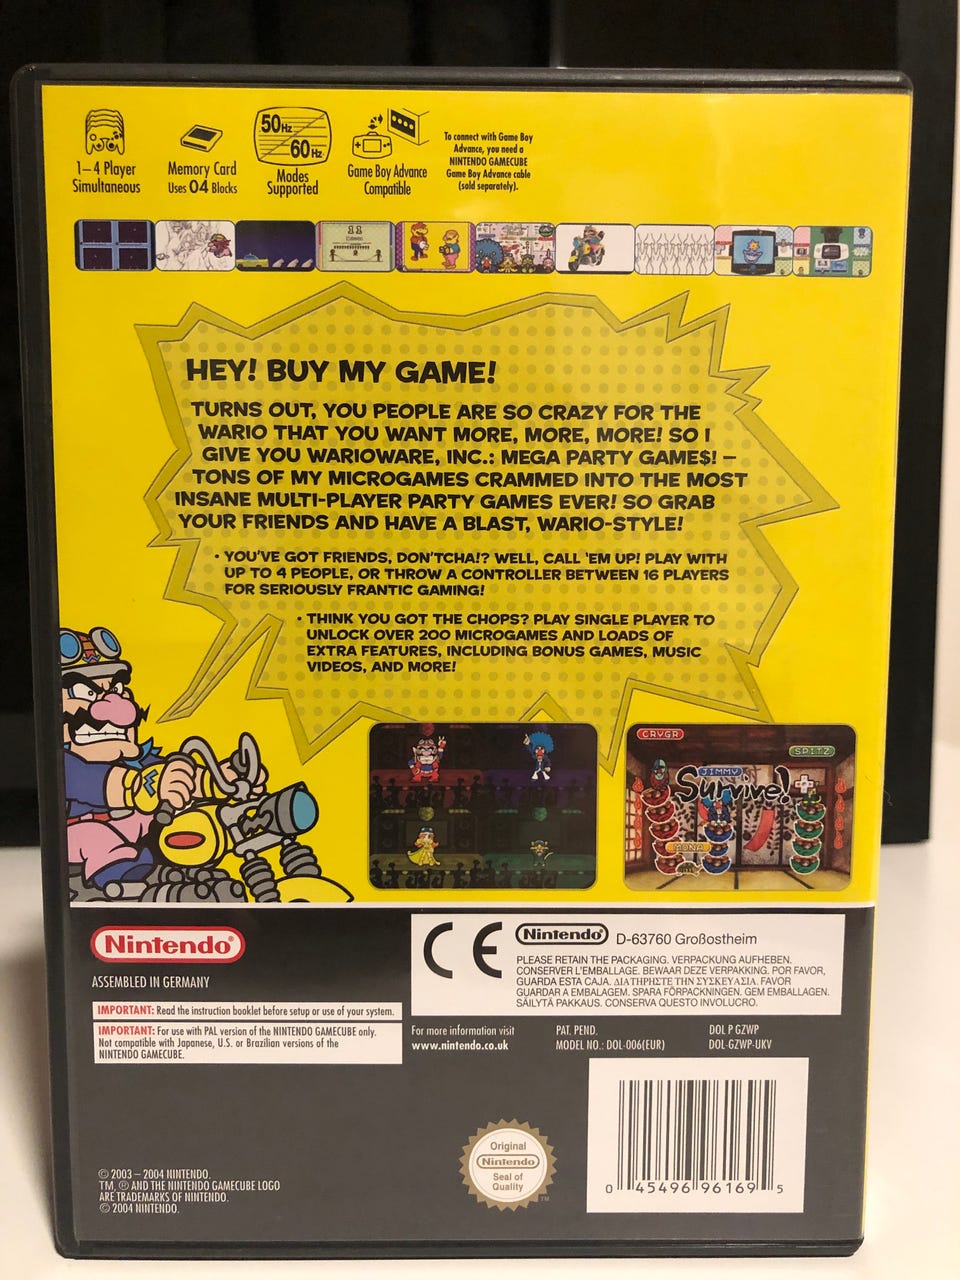 1–4 Player
Simultaneous
Memory Card
Uses 04 Blocks
50Hz
60Hz
Modes
Supported
Game Boy Advance
Compatible
To connect with Game Boy
Advance, you need a
NINTENDO GAMECUBE
Game Boy Advance cable
(sold separately).
HEY! BUY MY GAME!
TURNS OUT, YOU PEOPLE ARE SO CRAZY FOR THE
WARIO THAT YOU WANT MORE, MORE, MORE! SO I
GIVE YOU WARIOWARE, INC.: MEGA PARTY GAME$! –
TONS OF MY MICROGAMES CRAMMED INTO THE MOST
INSANE MULTI-PLAYER PARTY GAMES EVER! SO GRAB
YOUR FRIENDS AND HAVE A BLAST, WARIO-STYLE!
• YOU'VE GOT FRIENDS, DON'TCHA!? WELL, CALL 'EM UP! PLAY WITH
UP TO 4 PEOPLE, OR THROW A CONTROLLER BETWEEN 16 PLAYERS
FOR SERIOUSLY FRANTIC GAMING!
• THINK YOU GOT THE CHOPS? PLAY SINGLE PLAYER TO
UNLOCK OVER 200 MICROGAMES AND LOADS OF
EXTRA FEATURES, INCLUDING BONUS GAMES, MUSIC
VIDEOS, AND MORE!
CRYGR
SPITZ
JIMMY
Survive!
MONA
Nintendo®
ASSEMBLED IN GERMANY
IMPORTANT: Read the instruction booklet before setup or use of your system.
IMPORTANT: For use with PAL version of the NINTENDO GAMECUBE only.
Not compatible with Japanese, U.S. or Brazilian versions of the
NINTENDO GAMECUBE.
CE
Nintendo® D-63760 Großostheim
PLEASE RETAIN THE PACKAGING. VERPACKUNG AUFHEBEN.
CONSERVER L'EMBALLAGE. BEWAAR DEZE VERPAKKING. POR FAVOR,
GUARDA ESTA CAJA. ΔΙΑΤΗΡΗΣΤΕ ΤΗΝ ΣΥΣΚΕΥΑΣΙΑ. FAVOR
GUARDAR A EMBALAGEM. SPARA FÖRPACKNINGEN. GEM EMBALLAGEN.
SÄILYTÄ PAKKAUS. CONSERVA QUESTO INVOLUCRO.
For more information visit
www.nintendo.co.uk
PAT. PEND.
MODEL NO.: DOL-006(EUR)
DOL P GZWP
DOL-GZWP-UKV
Original
Nintendo
Seal of
Quality
TM
0 45496 96169 5
© 2003 – 2004 NINTENDO.
TM, ® AND THE NINTENDO GAMECUBE LOGO
ARE TRADEMARKS OF NINTENDO.
© 2004 NINTENDO.